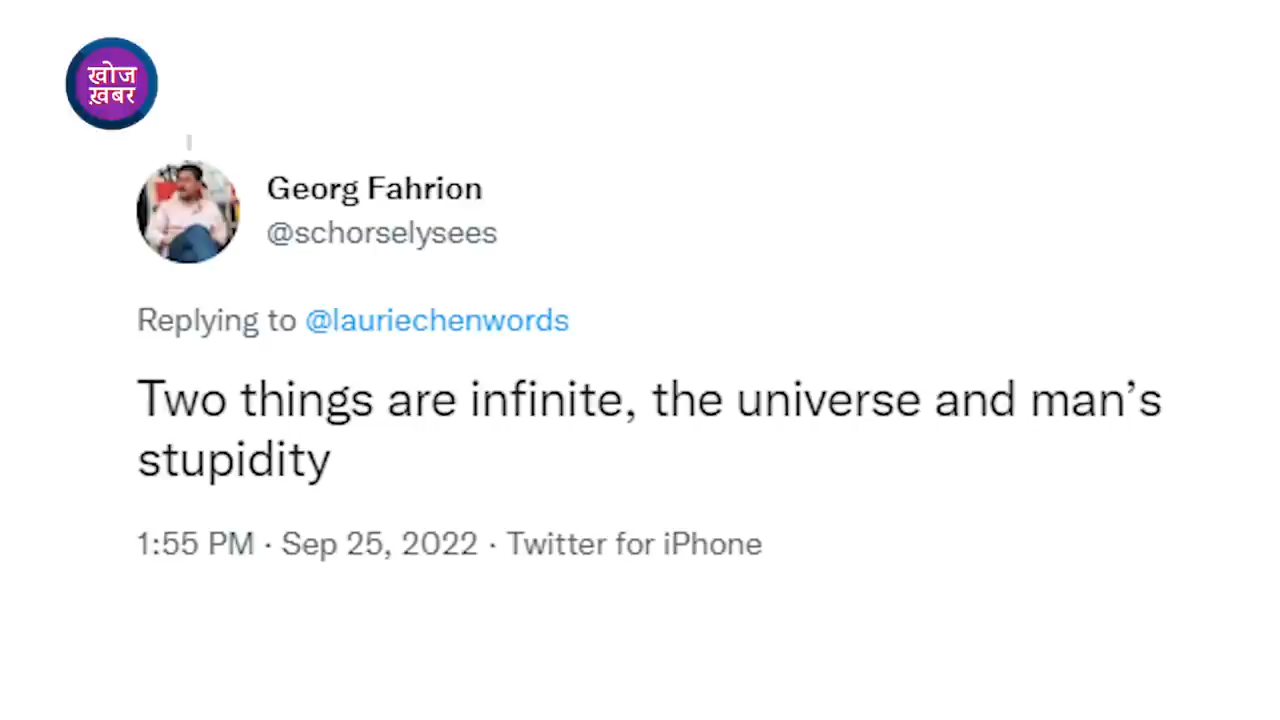 खोज
ख़बर
Georg Fahrion
@schorselysees
Replying to @lauriechenwords
Two things are infinite, the universe and man’s
stupidity
1:55 PM · Sep 25, 2022 · Twitter for iPhone